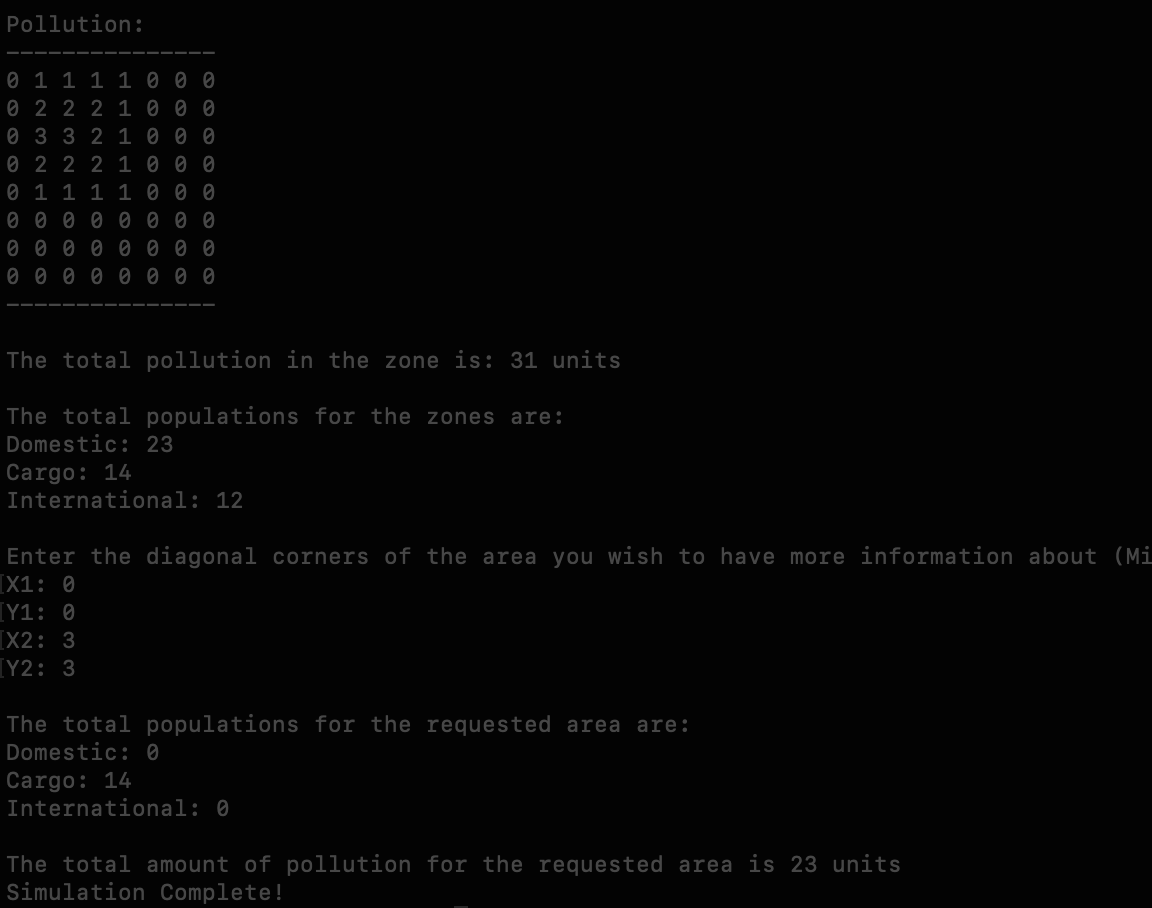 Pollution:
---------------
0 1 1 1 1 0 0 0
0 2 2 2 1 0 0 0
0 3 3 2 1 0 0 0
0 2 2 2 1 0 0 0
0 1 1 1 1 0 0 0
0 0 0 0 0 0 0 0
0 0 0 0 0 0 0 0
0 0 0 0 0 0 0 0
---------------
The total pollution in the zone is: 31 units
The total populations for the zones are:
Domestic: 23
Cargo: 14
International: 12
Enter the diagonal corners of the area you wish to have more information about (Mi
[X1: 0
[Y1: 0
[X2: 3
[Y2: 3
The total populations for the requested area are:
Domestic: 0
Cargo: 14
International: 0
The total amount of pollution for the requested area is 23 units
Simulation Complete!